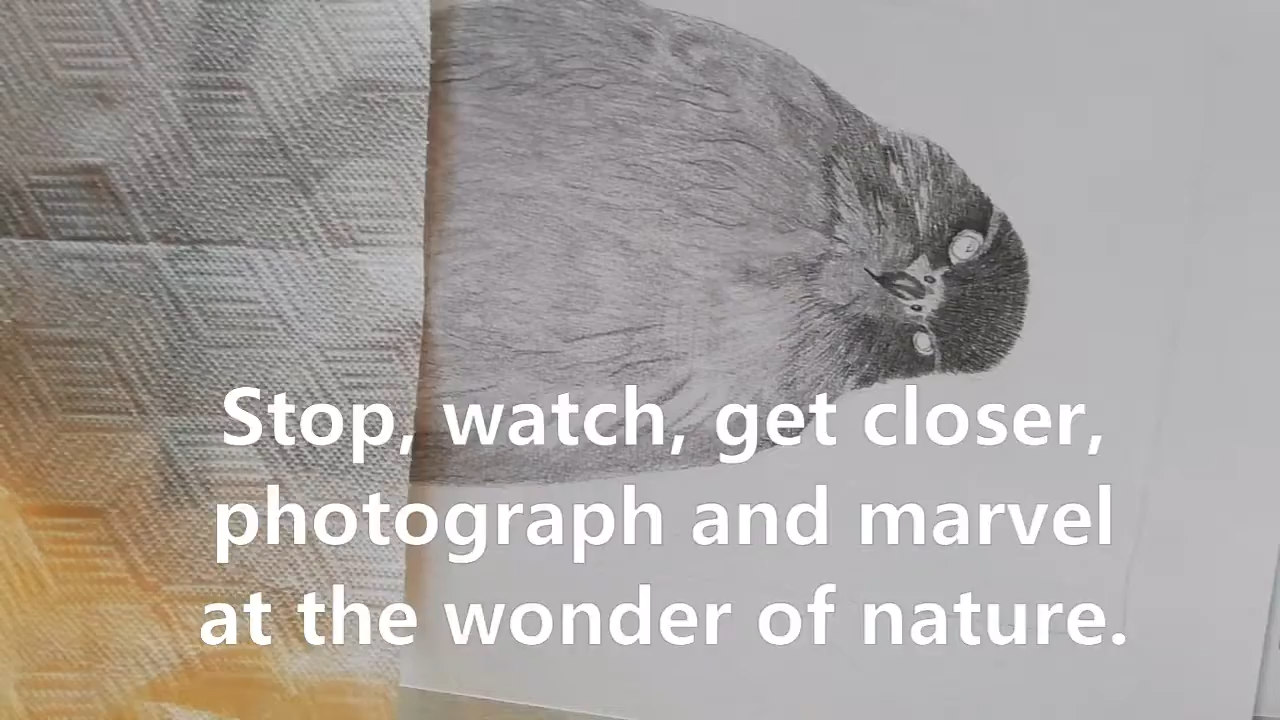 Stop, watch, get closer,
photograph and marvel
at the wonder of nature.